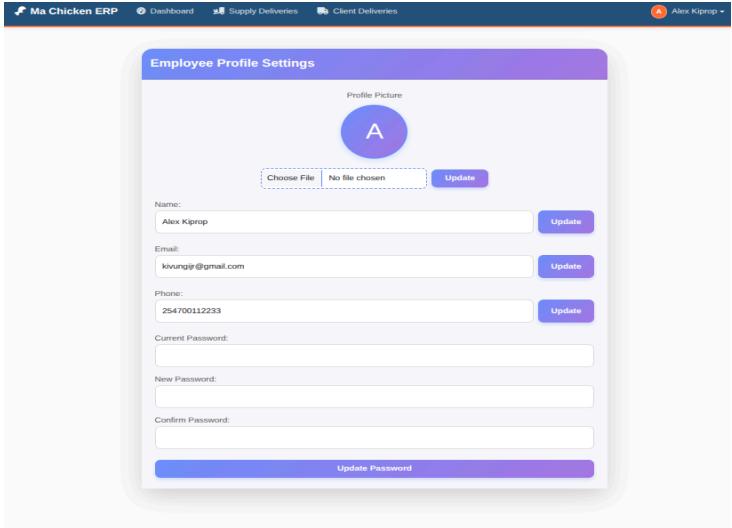 Ma Chicken ERP Dashboard Supply Deliveries Client Deliveries A Alex Kiprop
Employee Profile Settings
Profile Picture
A
Choose File No file chosen Update
Name:
Alex Kiprop Update
Email:
kivungijr@gmail.com Update
Phone:
254700112233 Update
Current Password:
New Password:
Confirm Password:
Update Password